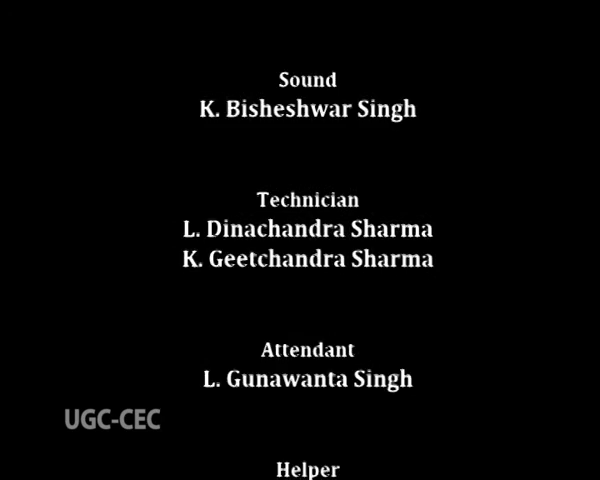 Sound
K. Bisheshwar Singh
Technician
L. Dinachandra Sharma
K. Geetchandra Sharma
Attendant
L. Gunawanta Singh
UGC-CEC
Helper